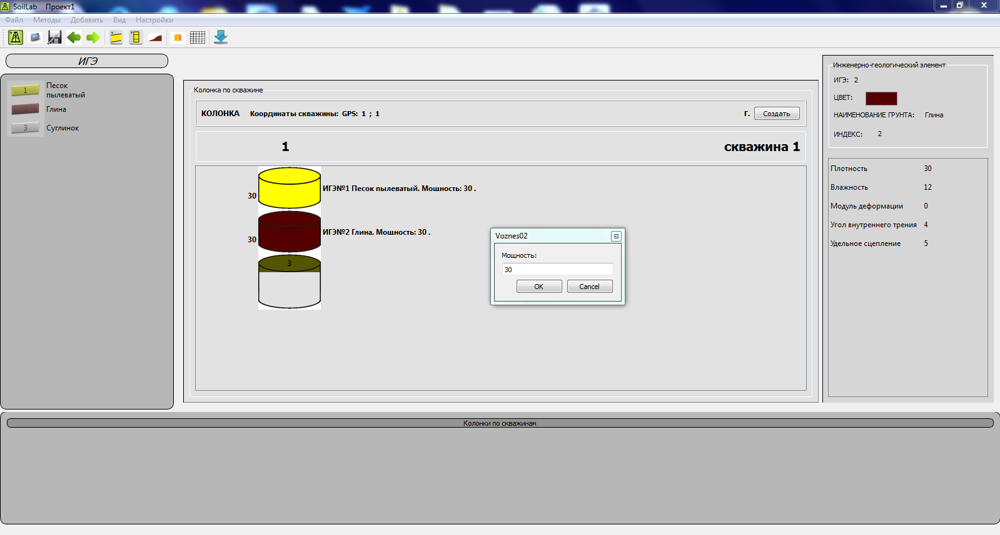 SoilLab Проект1
Файл Методы Добавить Вид Настройки
ИГЭ
1 Песок
пылеватый
Глина
3 Суглинок
Колонка по скважине
КОЛОНКА Координаты скважины: GPS: 1 ; 1 Г. Создать
1 скважина 1
30 ИГЭ№1 Песок пылеватый. Мощность: 30 .
30 ИГЭ№2 Глина. Мощность: 30 .
3
Voznes02
Мощность:
30
OK Cancel
Инженерно-геологический элемент
ИГЭ: 2
ЦВЕТ:
НАИМЕНОВАНИЕ ГРУНТА: Глина
ИНДЕКС: 2
Плотность 30
Влажность 12
Модуль деформации 0
Угол внутреннего трения 4
Удельное сцепление 5
Колонки по скважинам